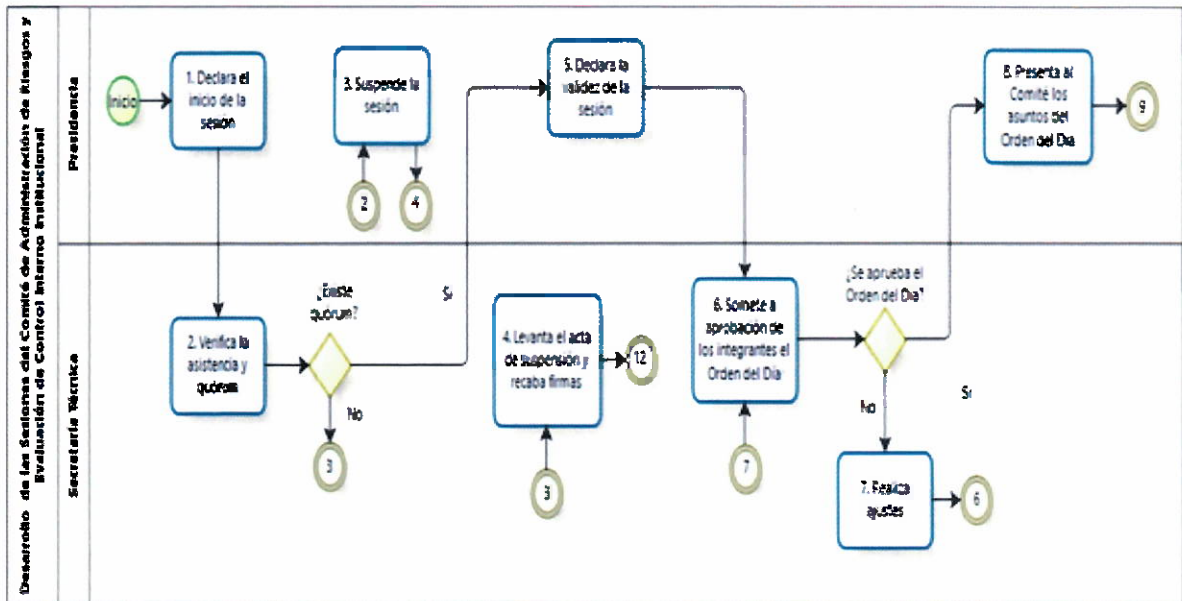 Desarrollo de las Sesiones del Comité de Administración de Riesgos y
Evaluación de Control Interno Institucional
Presidencia
Inicio
1. Declara el
inicio de la
sesión
3. Suspende la
sesión
2
4
5. Declara la
validez de la
sesión
8. Presenta al
Comité los
asuntos del
Orden del Día
9
Secretaría Técnica
2. Verifica la
asistencia y
quórum
¿Existe
quórum?
Si
No
3
4. Levanta el acta
de suspensión y
recaba firmas
12
3
6. Somete a
aprobación de
los integrantes el
Orden del Día
7
¿Se aprueba el
Orden del Día?
Si
No
7. Realiza
ajustes
6